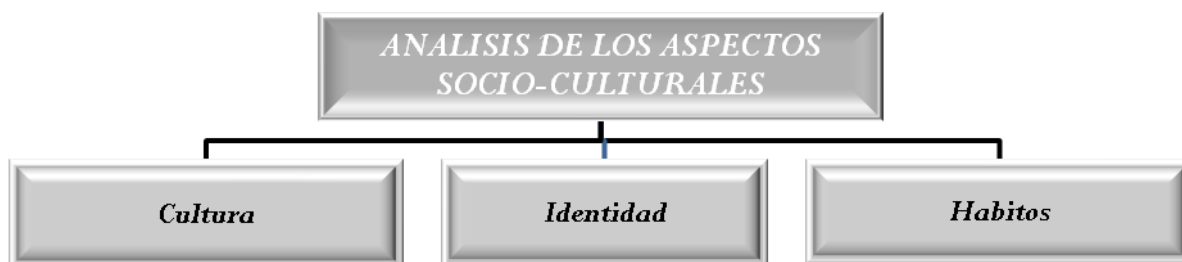 ANALISIS DE LOS ASPECTOS
SOCIO-CULTURALES
Cultura
Identidad
Habitos